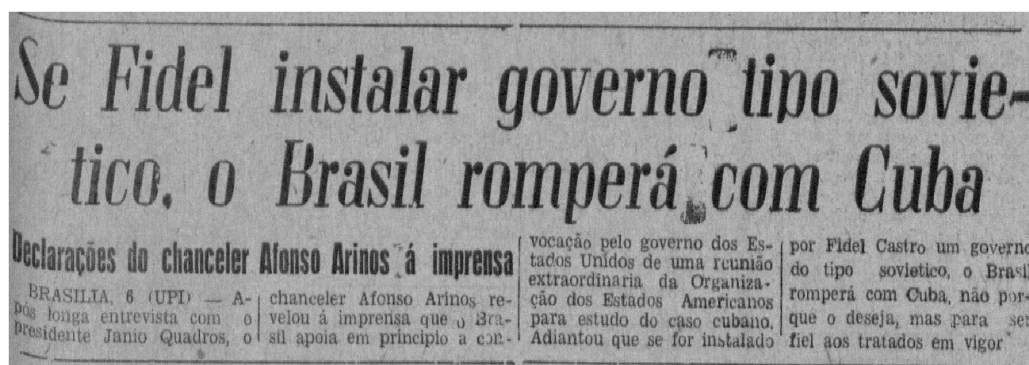 Se Fidel instalar governo tipo sovie-
tico, o Brasil romperá com Cuba
Declarações do chanceler Afonso Arinos á imprensa
BRASILIA, 6 (UPI) — A-
pós longa entrevista com o
presidente Janio Quadros, o
chanceler Afonso Arinos re-
velou á imprensa que o Bra-
sil apoia em principio a con-
vocação pelo governo dos Es-
tados Unidos de uma reunião
extraordinaria da Organiza-
ção dos Estados Americanos
para estudo do caso cubano.
Adiantou que se for instalado
por Fidel Castro um governo
do tipo sovietico, o Brasil
romperá com Cuba, não por-
que o deseja, mas para ser
fiel aos tratados em vigor